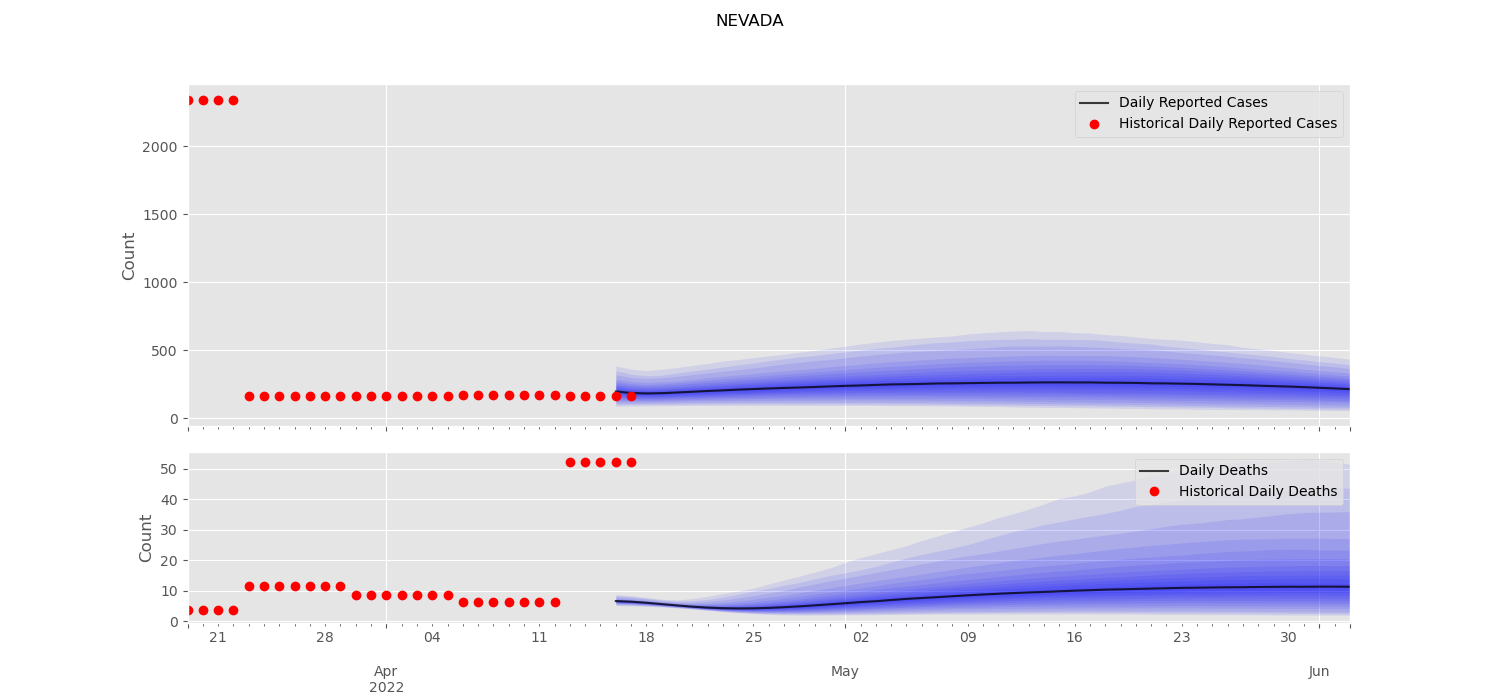 NEVADA
Daily Reported Cases
Historical Daily Reported Cases
2000
1500
1000
500
0
Count
Daily Deaths
Historical Daily Deaths
50
40
30
20
10
0
Count
21 28 04 11 18 25 02 09 16 23 30
Apr May Jun
2022